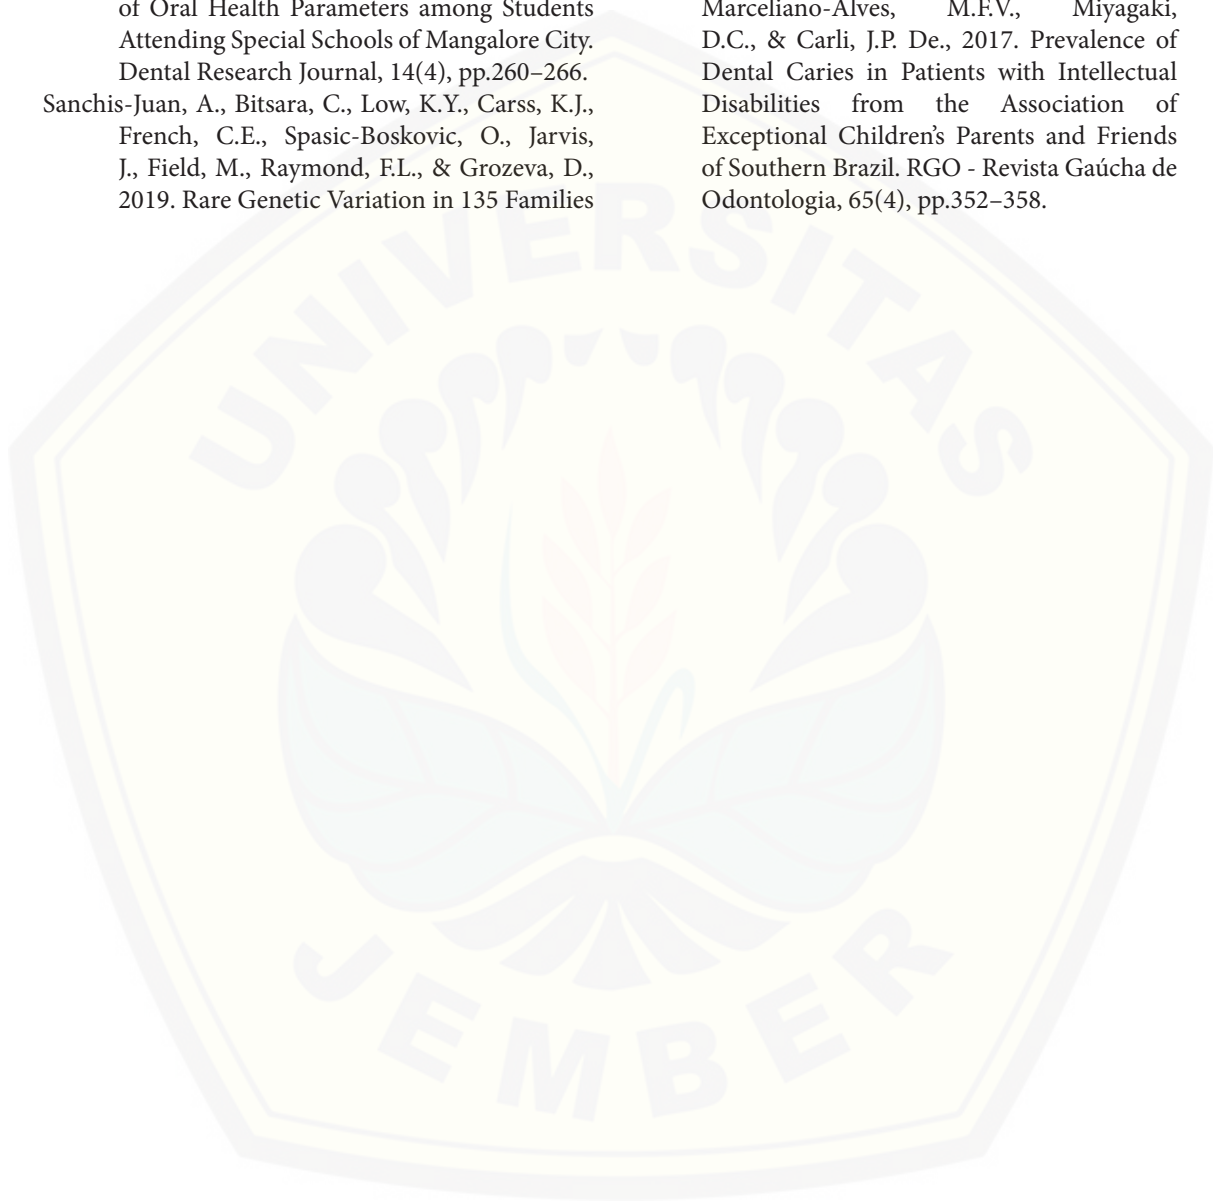 of Oral Health Parameters among Students
Attending Special Schools of Mangalore City.
Dental Research Journal, 14(4), pp.260–266.
Sanchis-Juan, A., Bitsara, C., Low, K.Y., Carss, K.J.,
French, C.E., Spasic-Boskovic, O., Jarvis,
J., Field, M., Raymond, F.L., & Grozeva, D.,
2019. Rare Genetic Variation in 135 Families
Marceliano-Alves, M.F.V., Miyagaki,
D.C., & Carli, J.P. De., 2017. Prevalence of
Dental Caries in Patients with Intellectual
Disabilities from the Association of
Exceptional Children’s Parents and Friends
of Southern Brazil. RGO - Revista Gaúcha de
Odontologia, 65(4), pp.352–358.
UNIVERSITAS
JEMBER